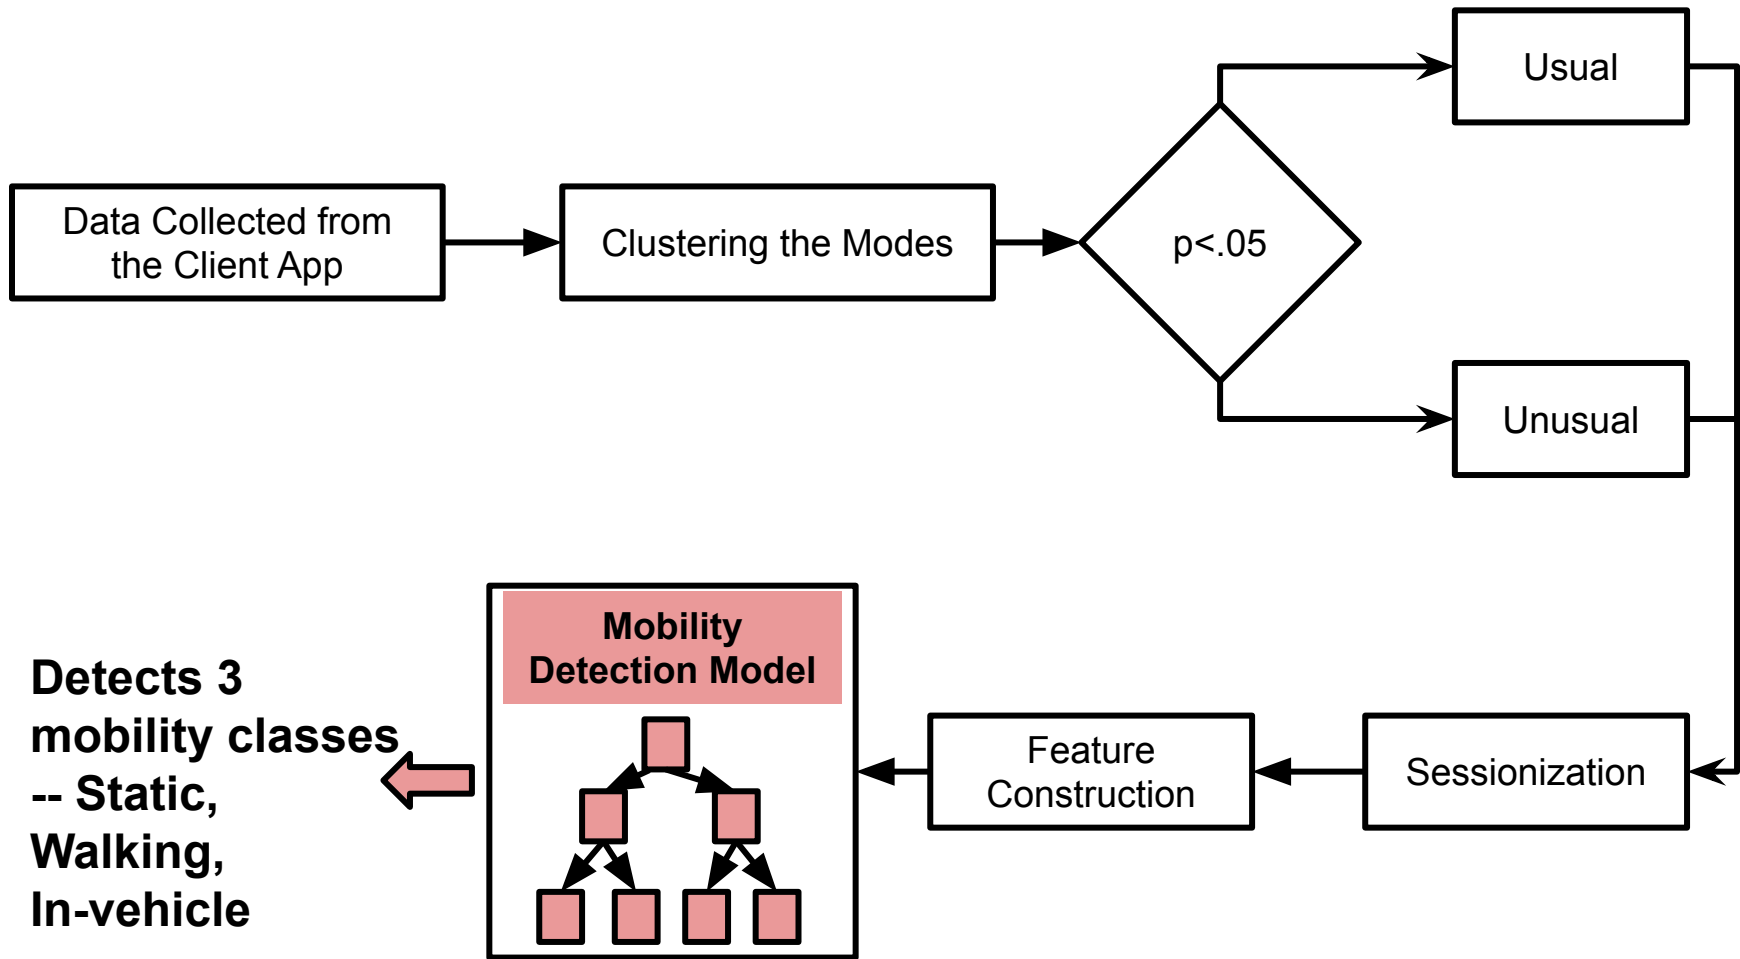 Usual
Data Collected from
the Client App
Clustering the Modes
p<.05
Unusual
Mobility
Detection Model
Detects 3
mobility classes
-- Static,
Walking,
In-vehicle
Feature
Construction
Sessionization